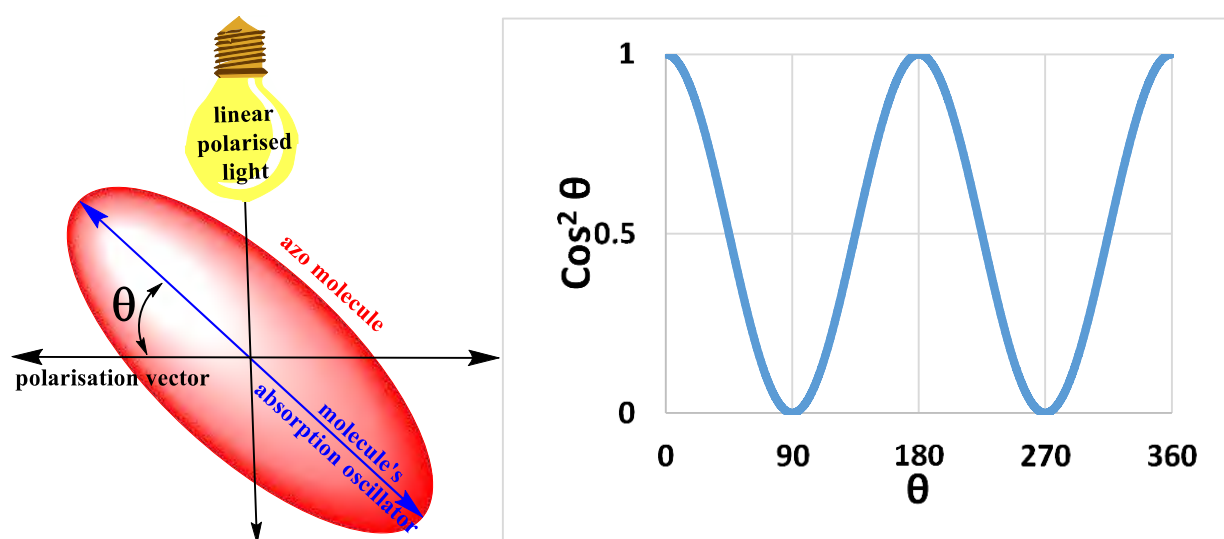 linear
polarised
light
azo molecule
θ
polarisation vector
molecule's
absorption oscillator
Cos² θ
1
0.5
0
0 90 180 270 360
θ